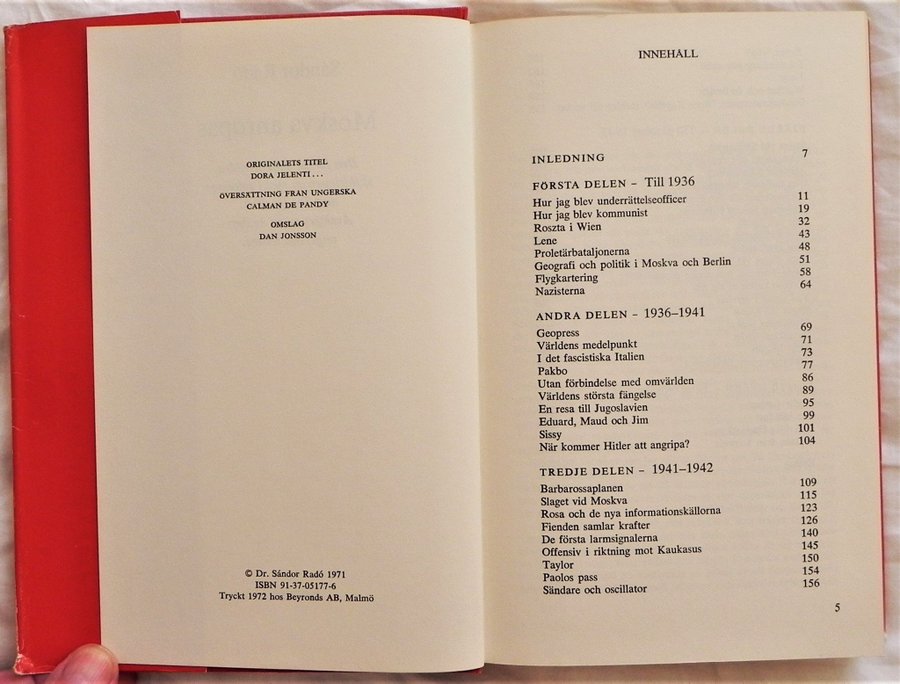 ORIGINALETS TITEL
DORA JELENTI...
ÖVERSÄTTNING FRÅN UNGERSKA
CALMAN DE PANDY
OMSLAG
DAN JONSSON
© Dr. Sándor Radó 1971
ISBN 91-37-05177-6
Tryckt 1972 hos Beyronds AB, Malmö
INNEHÅLL
INLEDNING 7
FÖRSTA DELEN – Till 1936
Hur jag blev underrättelseofficer 11
Hur jag blev kommunist 19
Roszta i Wien 32
Lene 43
Proletärbataljonerna 48
Geografi och politik i Moskva och Berlin 51
Flygkartering 58
Nazisterna 64
ANDRA DELEN – 1936–1941
Geopress 69
Världens medelpunkt 71
I det fascistiska Italien 73
Pakbo 77
Utan förbindelse med omvärlden 86
Världens största fängelse 89
En resa till Jugoslavien 95
Eduard, Maud och Jim 99
Sissy 101
När kommer Hitler att angripa? 104
TREDJE DELEN – 1941–1942
Barbarossaplanen 109
Slaget vid Moskva 115
Rosa och de nya informationskällorna 123
Fienden samlar krafter 126
De första larmsignalerna 140
Offensiv i riktning mot Kaukasus 145
Taylor 150
Paolos pass 154
Sändare och oscillator 156
5